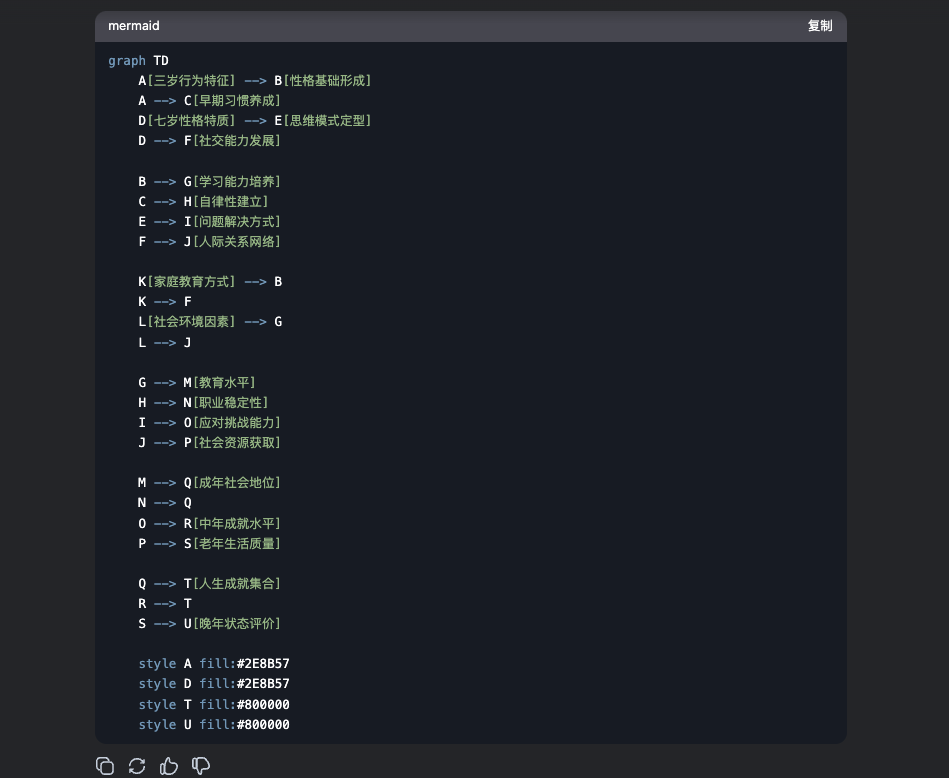 mermaid
复制
graph TD
A[三岁行为特征] --> B[性格基础形成]
A --> C[早期习惯养成]
D[七岁性格特质] --> E[思维模式定型]
D --> F[社交能力发展]
B --> G[学习能力培养]
C --> H[自律性建立]
E --> I[问题解决方式]
F --> J[人际关系网络]
K[家庭教育方式] --> B
K --> F
L[社会环境因素] --> G
L --> J
G --> M[教育水平]
H --> N[职业稳定性]
I --> O[应对挑战能力]
J --> P[社会资源获取]
M --> Q[成年社会地位]
N --> Q
O --> R[中年成就水平]
P --> S[老年生活质量]
Q --> T[人生成就集合]
R --> T
S --> U[晚年状态评价]
style A fill:#2E8B57
style D fill:#2E8B57
style T fill:#800000
style U fill:#800000